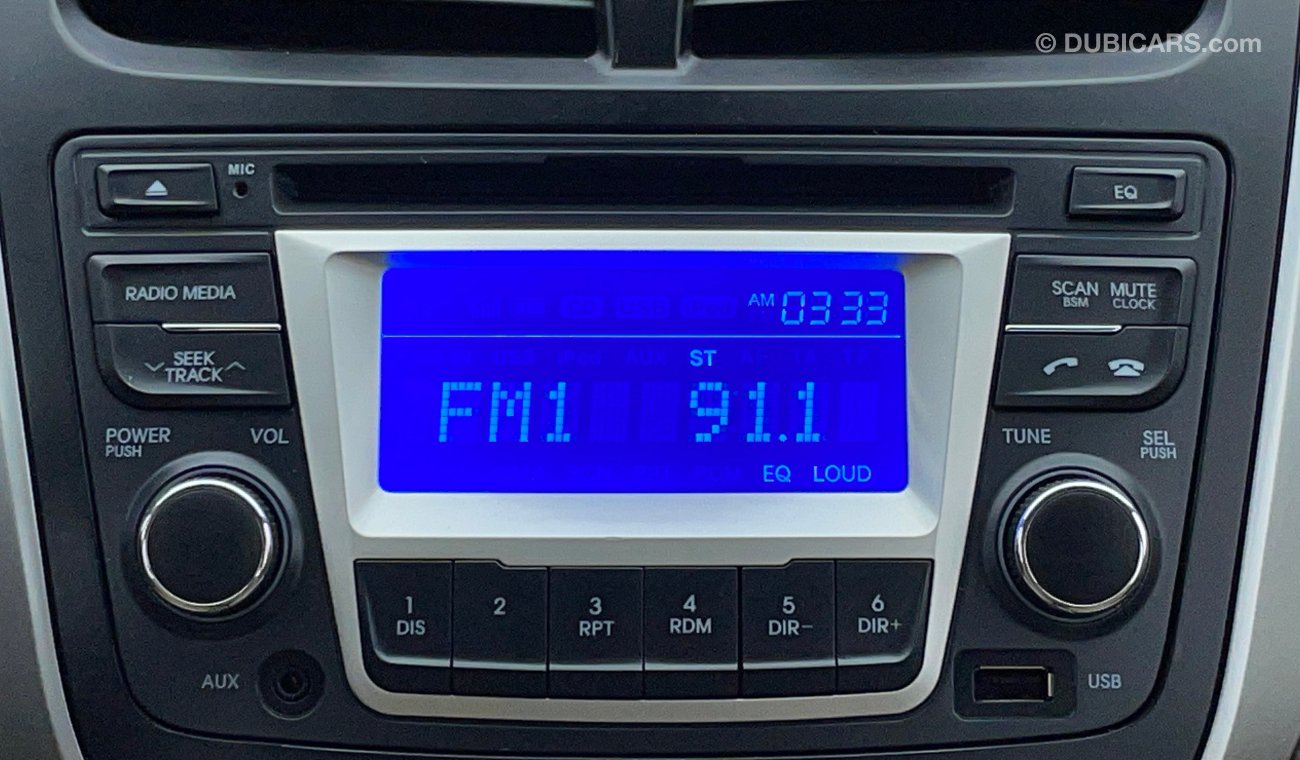 © DUBICARS.com
MIC
EQ
RADIO MEDIA
SCAN MUTE
BSM CLOCK
AM 03 33
SEEK
TRACK
ST
FM1 91.1
EQ LOUD
POWER VOL
PUSH
TUNE SEL
PUSH
1 2 3 4 5 6
DIS RPT RDM DIR- DIR+
AUX
USB